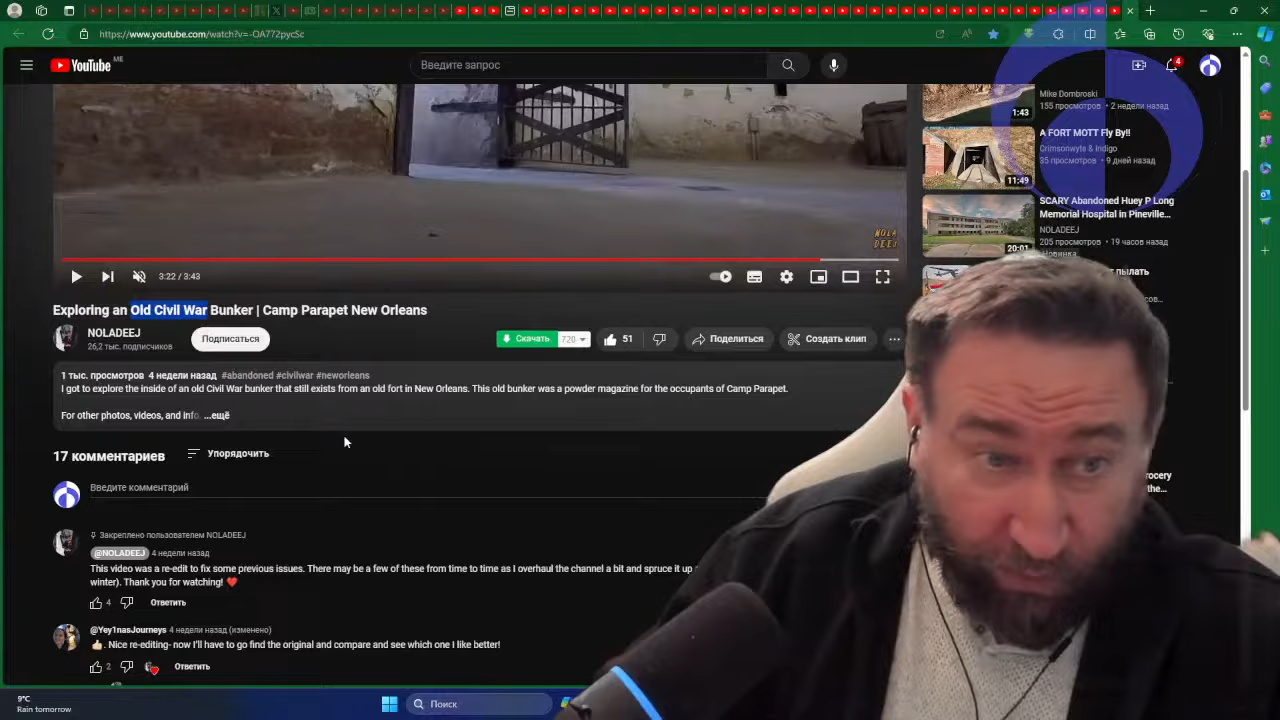 https://www.youtube.com/watch?v=-OA772pycSc
YouTube ME
Введите запрос
4
Mike Dombroski
155 просмотров • 2 недели назад
1:43
A FORT MOTT Fly By!!
Crimsonwyte & Indigo
35 просмотров • 9 дней назад
11:49
SCARY Abandoned Huey P Long
Memorial Hospital in Pineville...
NOLADEEJ
205 просмотров • 19 часов назад
Новинка
20:01
пылать
NOLA
DEEJ
3:22 / 3:43
Exploring an Old Civil War Bunker | Camp Parapet New Orleans
NOLADEEJ
26,2 тыс. подписчиков
Подписаться
Скачать 720
51
Поделиться
Создать клип
1 тыс. просмотров 4 недели назад #abandoned #civilwar #neworleans
I got to explore the inside of an old Civil War bunker that still exists from an old fort in New Orleans. This old bunker was a powder magazine for the occupants of Camp Parapet.
For other photos, videos, and info, ...ещё
17 комментариев
Упорядочить
Введите комментарий
Закреплено пользователем NOLADEEJ
@NOLADEEJ 4 недели назад
This video was a re-edit to fix some previous issues. There may be a few of these from time to time as I overhaul the channel a bit and spruce it up
winter). Thank you for watching! ❤️
4
Ответить
@Yey1nasJourneys 4 недели назад (изменено)
👍🏻. Nice re-editing- now I'll have to go find the original and compare and see which one I like better!
2
Ответить
9°C
Rain tomorrow
Поиск